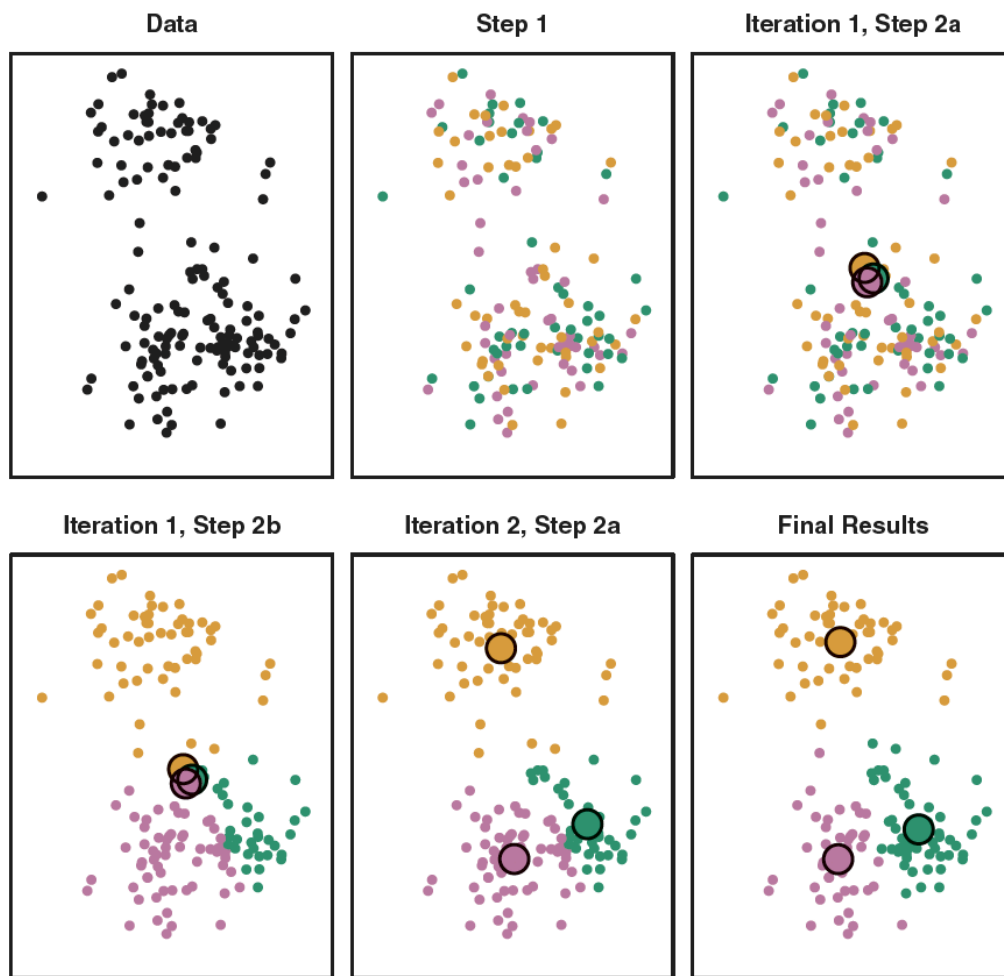 Data
Step 1
Iteration 1, Step 2a
Iteration 1, Step 2b
Iteration 2, Step 2a
Final Results